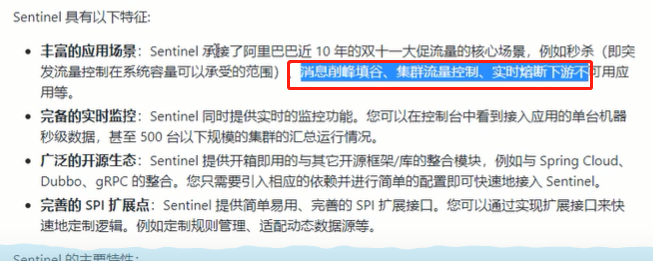 Sentinel 具有以下特征:
• 丰富的应用场景：Sentinel 承接了阿里巴巴近 10 年的双十一大促流量的核心场景，例如秒杀（即突
发流量控制在系统容量可以承受的范围）、消息削峰填谷、集群流量控制、实时熔断下游不可用应
用等。
• 完备的实时监控：Sentinel 同时提供实时的监控功能。您可以在控制台中看到接入应用的单台机器
秒级数据，甚至 500 台以下规模的集群的汇总运行情况。
• 广泛的开源生态：Sentinel 提供开箱即用的与其它开源框架/库的整合模块，例如与 Spring Cloud、
Dubbo、gRPC 的整合。您只需要引入相应的依赖并进行简单的配置即可快速地接入 Sentinel。
• 完善的 SPI 扩展点：Sentinel 提供简单易用、完善的 SPI 扩展接口。您可以通过实现扩展接口来快
速地定制逻辑。例如定制规则管理、适配动态数据源等。
Sentinel 的主要特性：